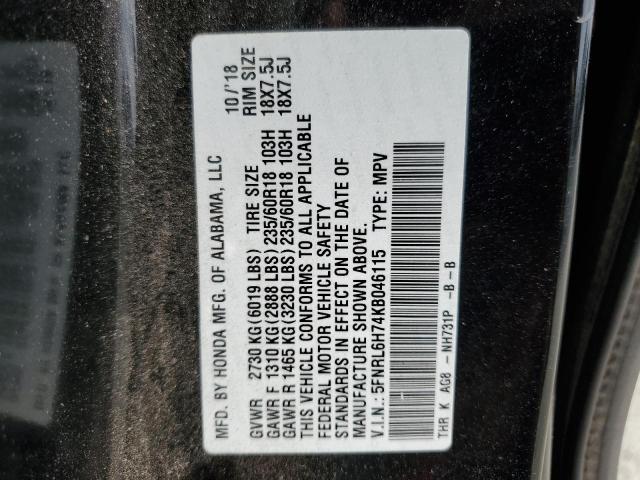 MFD. BY HONDA MFG. OF ALABAMA, LLC 10/'18
GVWR 2730 KG (6019 LBS) TIRE SIZE RIM SIZE
GAWR F 1310 KG (2888 LBS) 235/60R18 103H 18X7.5J
GAWR R 1465 KG (3230 LBS) 235/60R18 103H 18X7.5J
THIS VEHICLE CONFORMS TO ALL APPLICABLE
FEDERAL MOTOR VEHICLE SAFETY
STANDARDS IN EFFECT ON THE DATE OF
MANUFACTURE SHOWN ABOVE.
V.I.N.: 5FNRL6H74KB046115 TYPE: MPV
THR K AG8 - NH731P -B - B